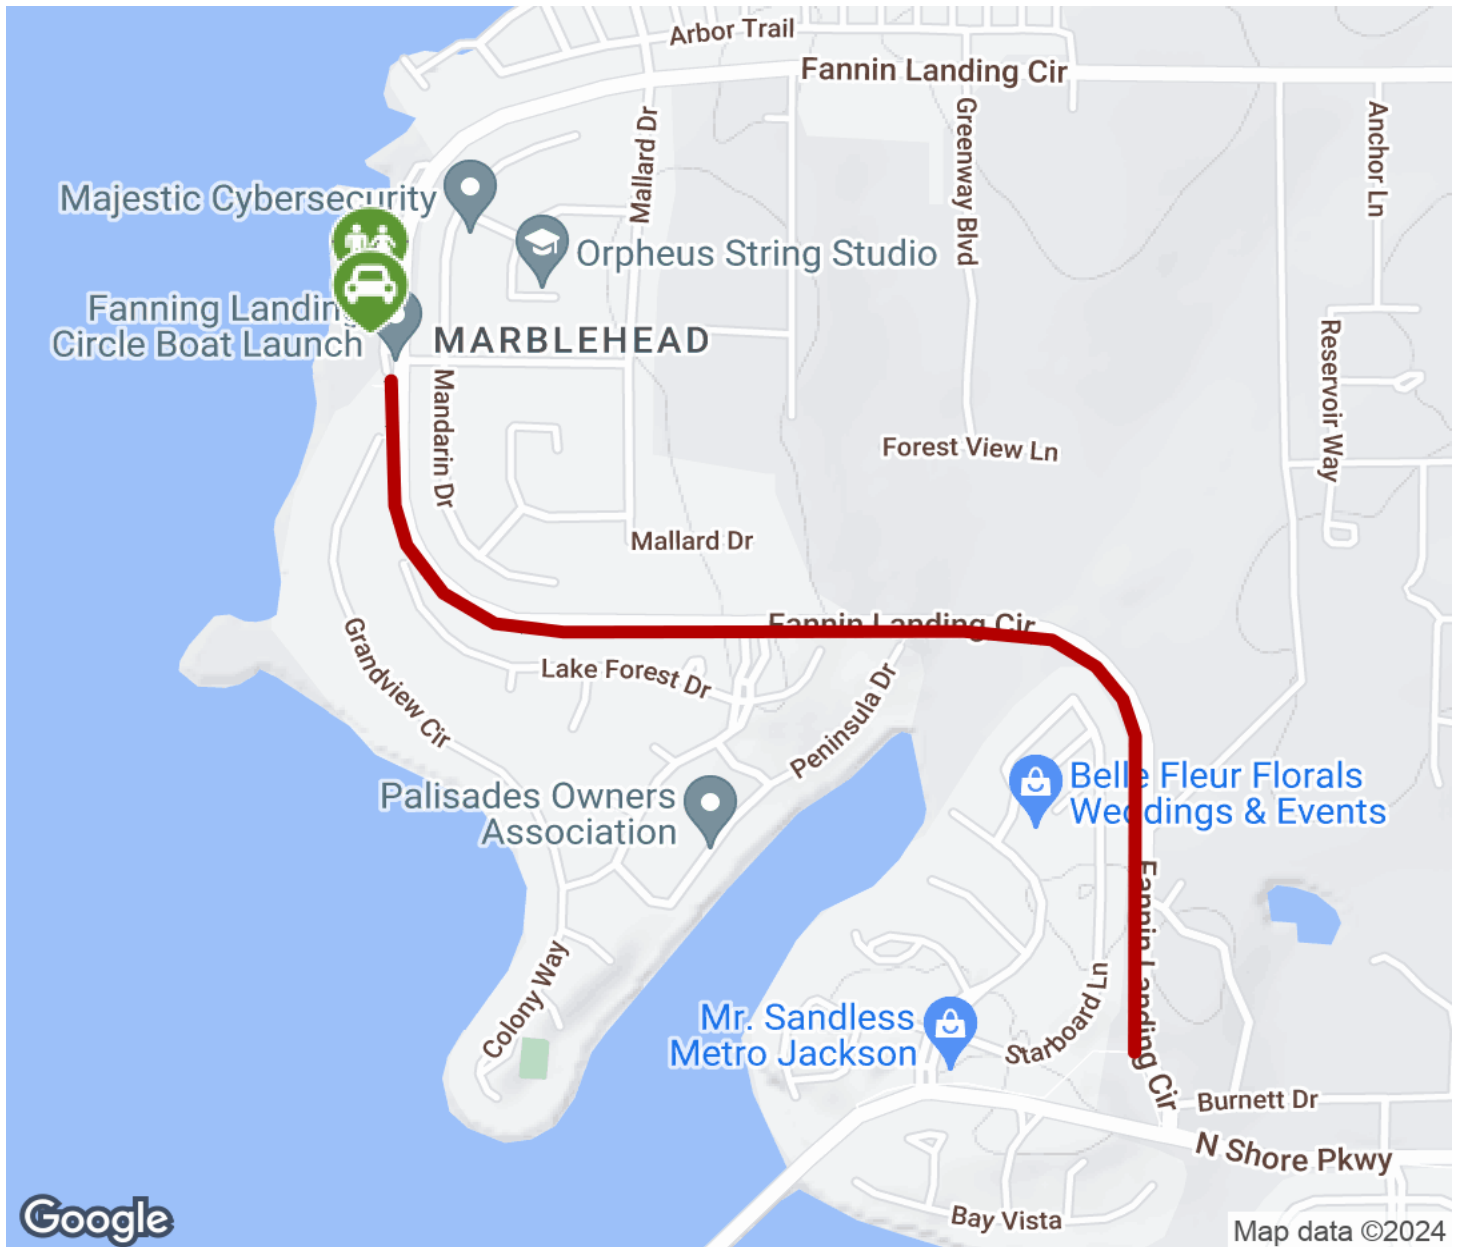 Arbor Trail
Fannin Landing Cir
Mallard Dr
Greenway Blvd
Anchor Ln
Majestic Cybersecurity
Orpheus String Studio
Fanning Landing
Circle Boat Launch
MARBLEHEAD
Reservoir Way
Mandarin Dr
Forest View Ln
Mallard Dr
Fannin Landing Cir
Grandview Cir
Lake Forest Dr
Peninsula Dr
Belle Fleur Florals
Weddings & Events
Palisades Owners
Association
Fannin Landing Cir
Colony Way
Starboard Ln
Mr. Sandless
Metro Jackson
Burnett Dr
N Shore Pkwy
Bay Vista
Google
Map data ©2024